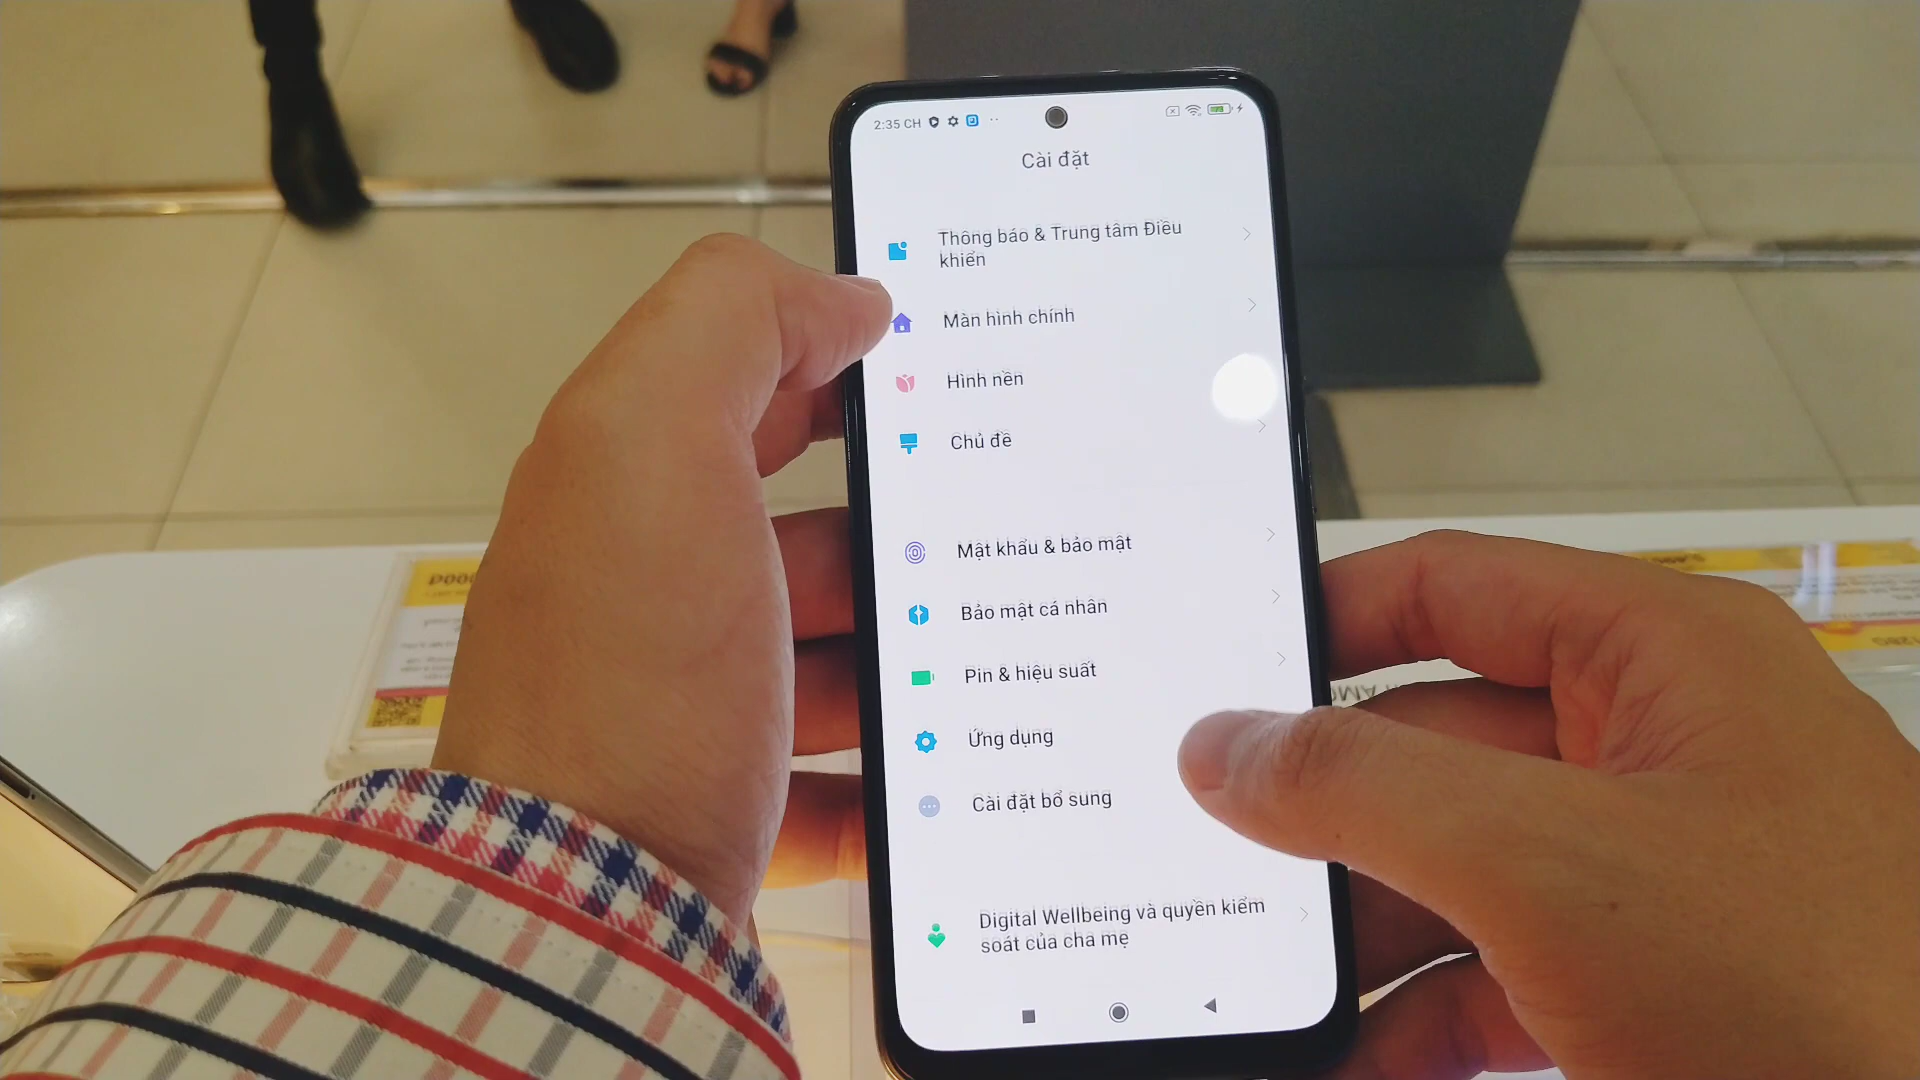 2:35 CH
Cài đặt
Thông báo & Trung tâm Điều
khiển
Màn hình chính
Hình nền
Chủ đề
Mật khẩu & bảo mật
Bảo mật cá nhân
Pin & hiệu suất
Ứng dụng
Cài đặt bổ sung
Digital Wellbeing và quyền kiểm
soát của cha mẹ